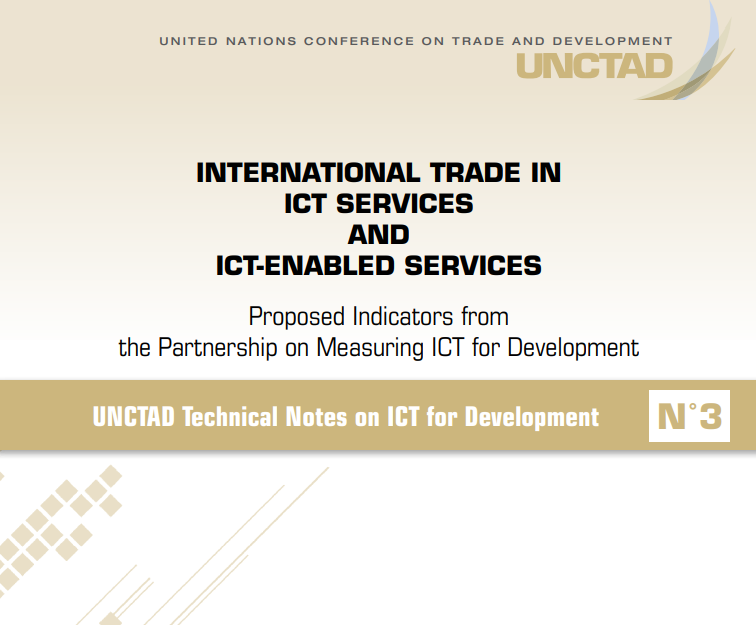 UNITED NATIONS CONFERENCE ON TRADE AND DEVELOPMENT
UNCTAD
INTERNATIONAL TRADE IN
ICT SERVICES
AND
ICT-ENABLED SERVICES
Proposed Indicators from
the Partnership on Measuring ICT for Development
UNCTAD Technical Notes on ICT for Development
N°3